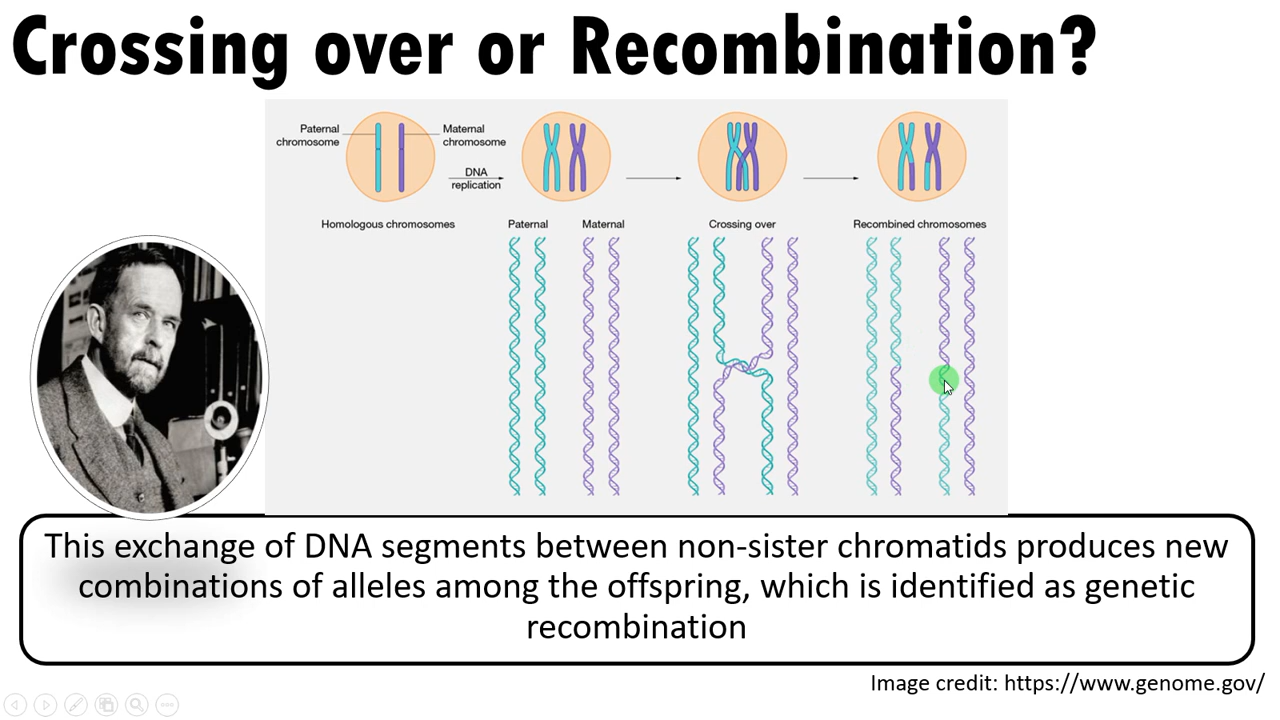 Crossing over or Recombination?
Paternal
chromosome
Maternal
chromosome
DNA
replication
Homologous chromosomes
Paternal
Maternal
Crossing over
Recombined chromosomes
This exchange of DNA segments between non-sister chromatids produces new
combinations of alleles among the offspring, which is identified as genetic
recombination
Image credit: https://www.genome.gov/